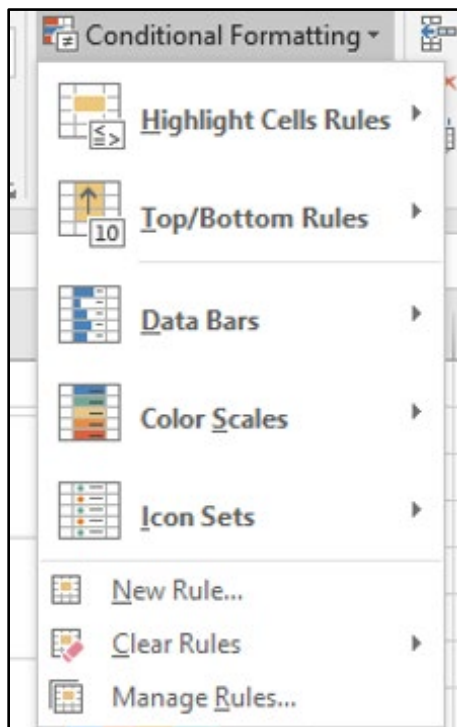 Conditional Formatting
Highlight Cells Rules
Top/Bottom Rules
10
Data Bars
Color Scales
Icon Sets
New Rule...
Clear Rules
Manage Rules...